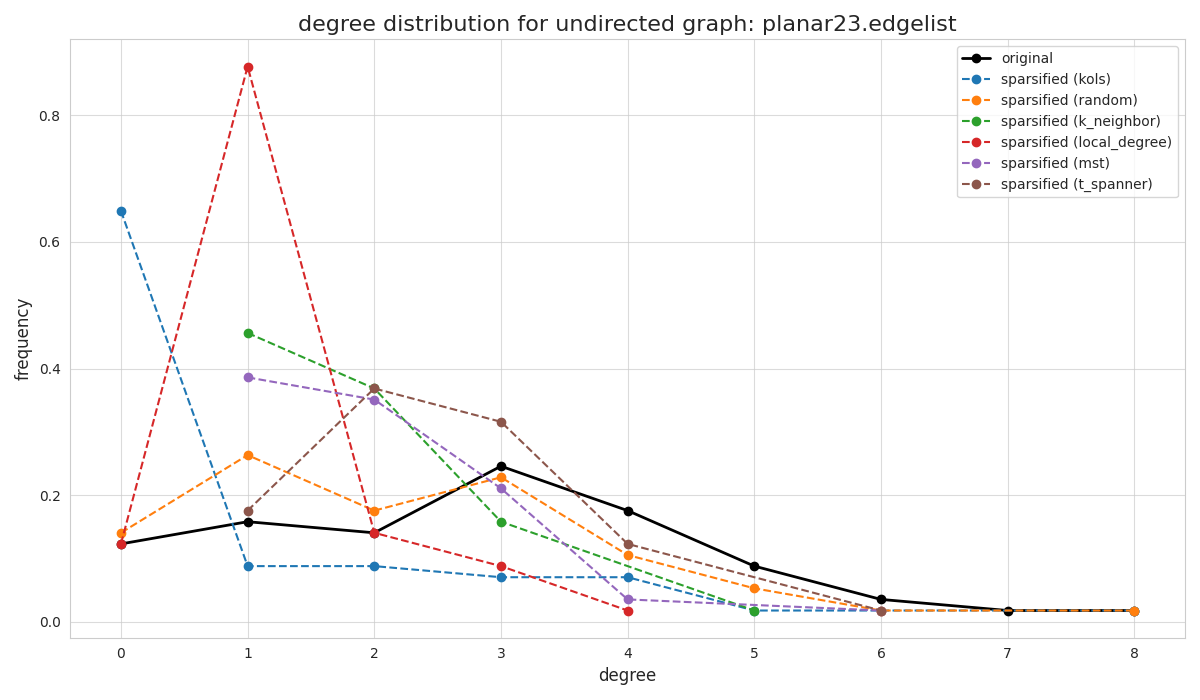 degree distribution for undirected graph: planar23.edgelist
original
sparsified (kols)
sparsified (random)
sparsified (k_neighbor)
sparsified (local_degree)
sparsified (mst)
sparsified (t_spanner)
frequency
0.8
0.6
0.4
0.2
0.0
0 1 2 3 4 5 6 7 8
degree